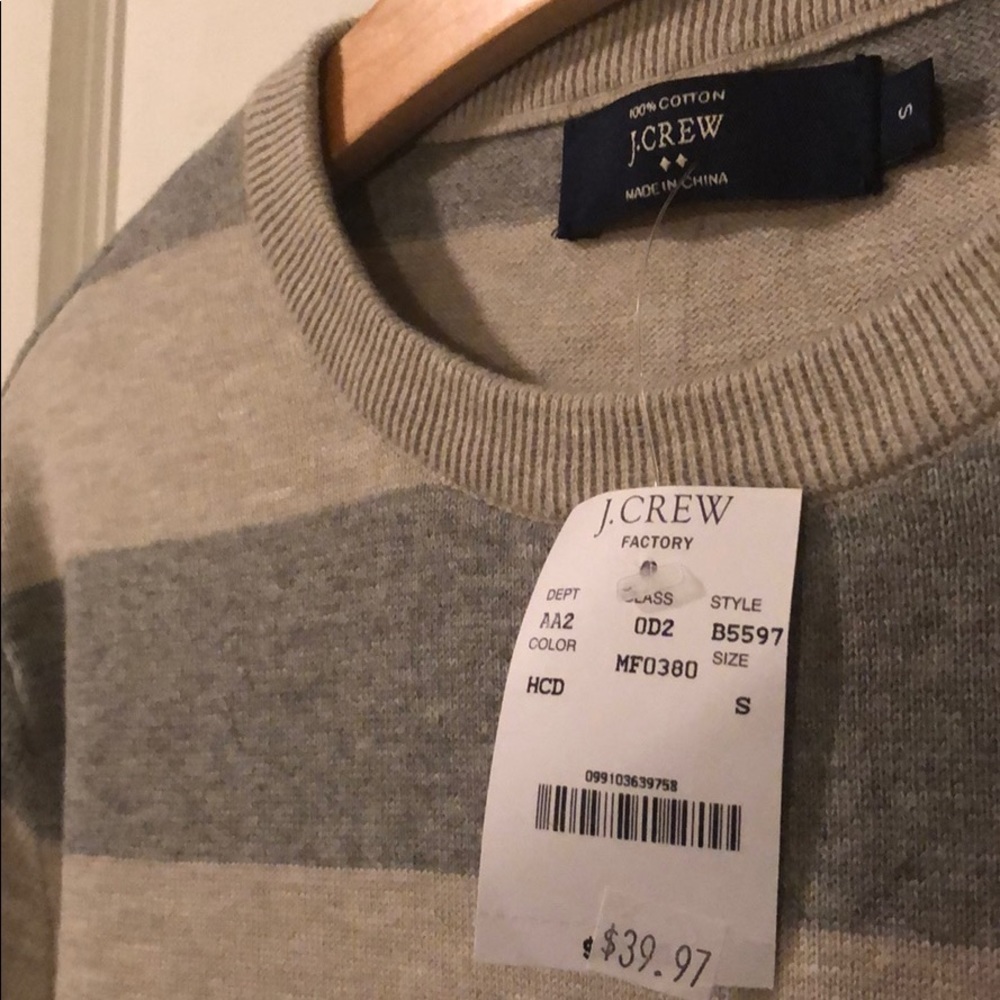 100% COTTON
J.CREW
MADE IN CHINA
S
J.CREW
FACTORY
DEPT CLASS STYLE
AA2 0D2 B5597
COLOR MF0380 SIZE
HCD S
099103639758
$39.97